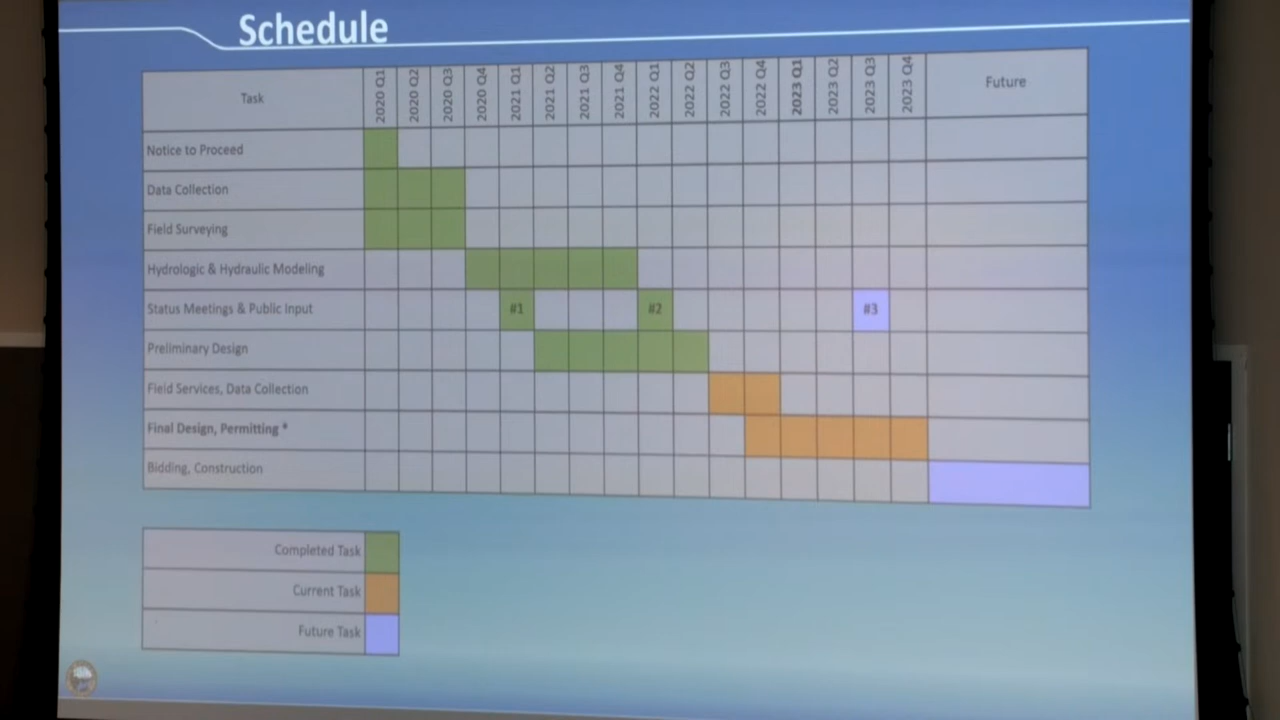 Schedule
Task
2020 Q1
2020 Q2
2020 Q3
2020 Q4
2021 Q1
2021 Q2
2021 Q3
2021 Q4
2022 Q1
2022 Q2
2022 Q3
2022 Q4
2023 Q1
2023 Q2
2023 Q3
2023 Q4
Future
Notice to Proceed
Data Collection
Field Surveying
Hydrologic & Hydraulic Modeling
Status Meetings & Public Input #1 #2 #3
Preliminary Design
Field Services, Data Collection
Final Design, Permitting *
Bidding, Construction
Completed Task
Current Task
Future Task